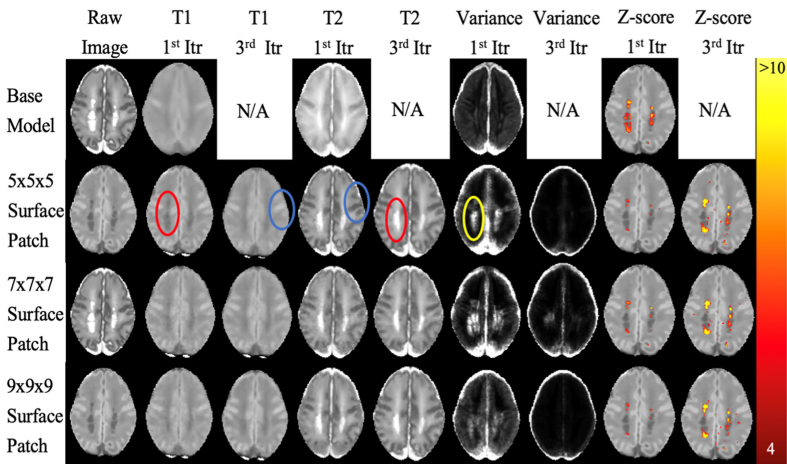 Raw T1 T1 T2 T2 Variance Variance Z-score Z-score
Image 1st Itr 3rd Itr 1st Itr 3rd Itr 1st Itr 3rd Itr 1st Itr 3rd Itr
>10
Base
Model
N/A N/A N/A N/A
5x5x5
Surface
Patch
7x7x7
Surface
Patch
9x9x9
Surface
Patch
4